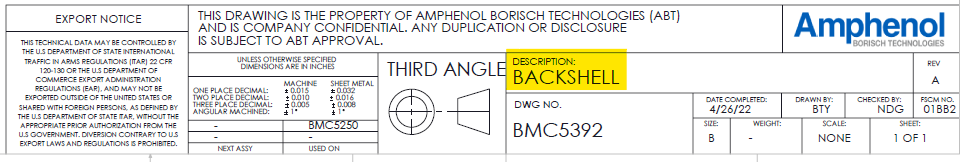 EXPORT NOTICE
THIS TECHNICAL DATA MAY BE CONTROLLED BY
THE U.S DEPARTMENT OF STATE INTERNATIONAL
TRAFFIC IN ARMS REGULATIONS (ITAR) 22 CFR
120-130 OR THE U.S DEPARTMENT OF
COMMERCE EXPORT ADMINISTRATION
REGULATIONS (EAR), AND MAY NOT BE
EXPORTED OUTSIDE OF THE UNITED STATES OR
SHARED WITH FOREIGN PERSONS, AS DEFINED BY
THE U.S DEPARTMENT OF STATE ITAR, WITHOUT THE
APPROPRIATE PRIOR AUTHORIZATION FROM THE
U.S GOVERNMENT. DIVERSION CONTRARY TO U.S
EXPORT LAWS AND REGULATIONS IS PROHIBITED.
THIS DRAWING IS THE PROPERTY OF AMPHENOL BORISCH TECHNOLOGIES (ABT)
AND IS COMPANY CONFIDENTIAL. ANY DUPLICATION OR DISCLOSURE
IS SUBJECT TO ABT APPROVAL.
UNLESS OTHERWISE SPECIFIED
DIMENSIONS ARE IN INCHES
MACHINE SHEET METAL
ONE PLACE DECIMAL: ± 0.015 ± 0.032
TWO PLACE DECIMAL: ± 0.010 ± 0.016
THREE PLACE DECIMAL: ± 0.005 ± 0.008
ANGULAR MACHINED: ± 1° ± 1°
- BMC5250
- -
NEXT ASSY USED ON
THIRD ANGLE
DESCRIPTION:
BACKSHELL
DWG NO.
BMC5392
Amphenol
BORISCH TECHNOLOGIES
REV
A
DATE COMPLETED: DRAWN BY: CHECKED BY: FSCM NO.
4/26/22 BTY NDG 01BB2
SIZE: WEIGHT: SCALE: SHEET:
B - NONE 1 OF 1